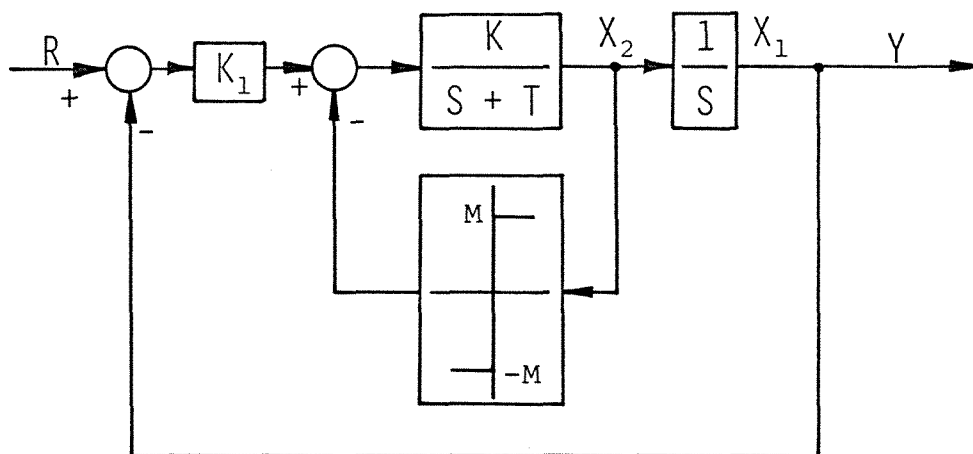 R
+
-
K₁
+
-
K
S + T
X₂
1
S
X₁
Y
M
-M